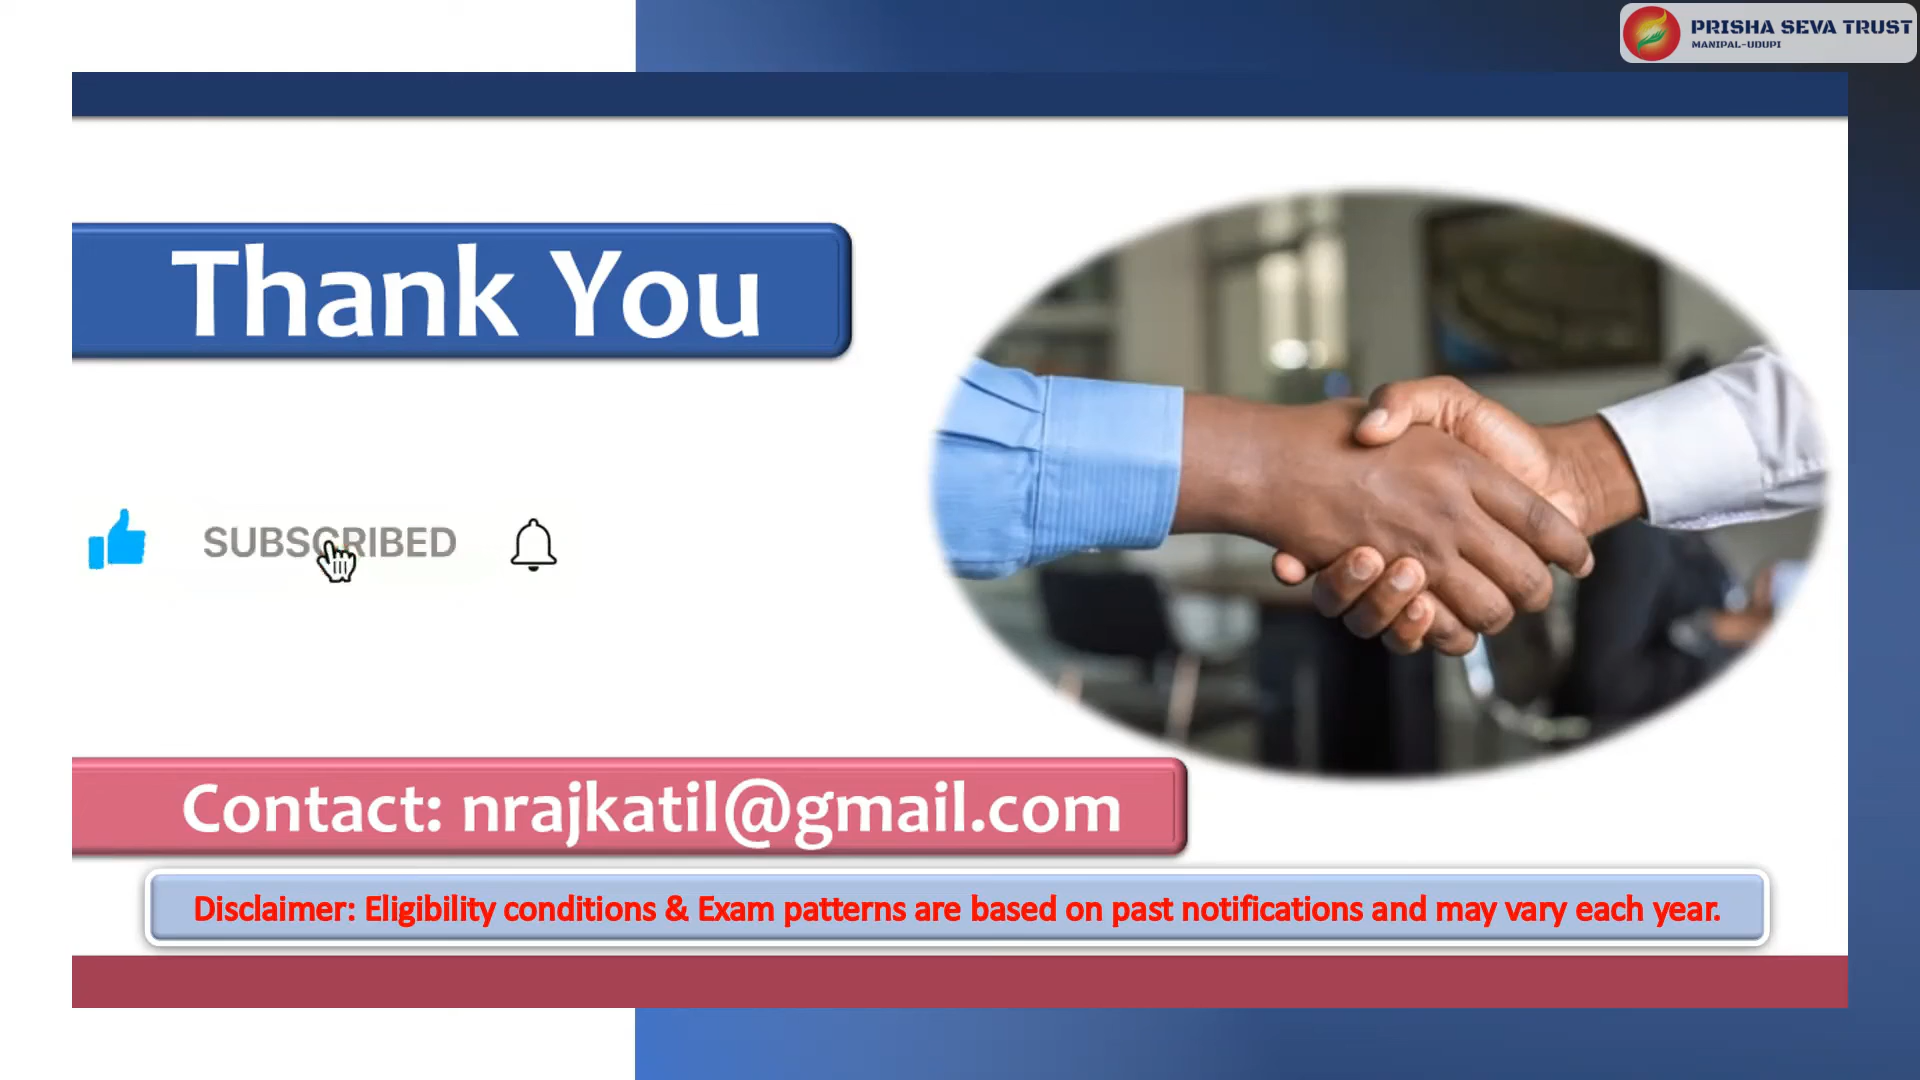 PRISHA SEVA TRUST
MANIPAL-UDUPI
Thank You
SUBSCRIBED
Contact: nrajkatil@gmail.com
Disclaimer: Eligibility conditions & Exam patterns are based on past notifications and may vary each year.